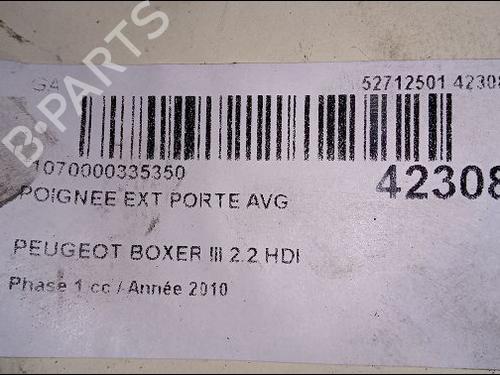 B-PARTS
G4
52712501 42308
1070000335350
42308
POIGNEE EXT PORTE AVG
PEUGEOT BOXER III 2.2 HDI
Phase 1 cc / Année 2010